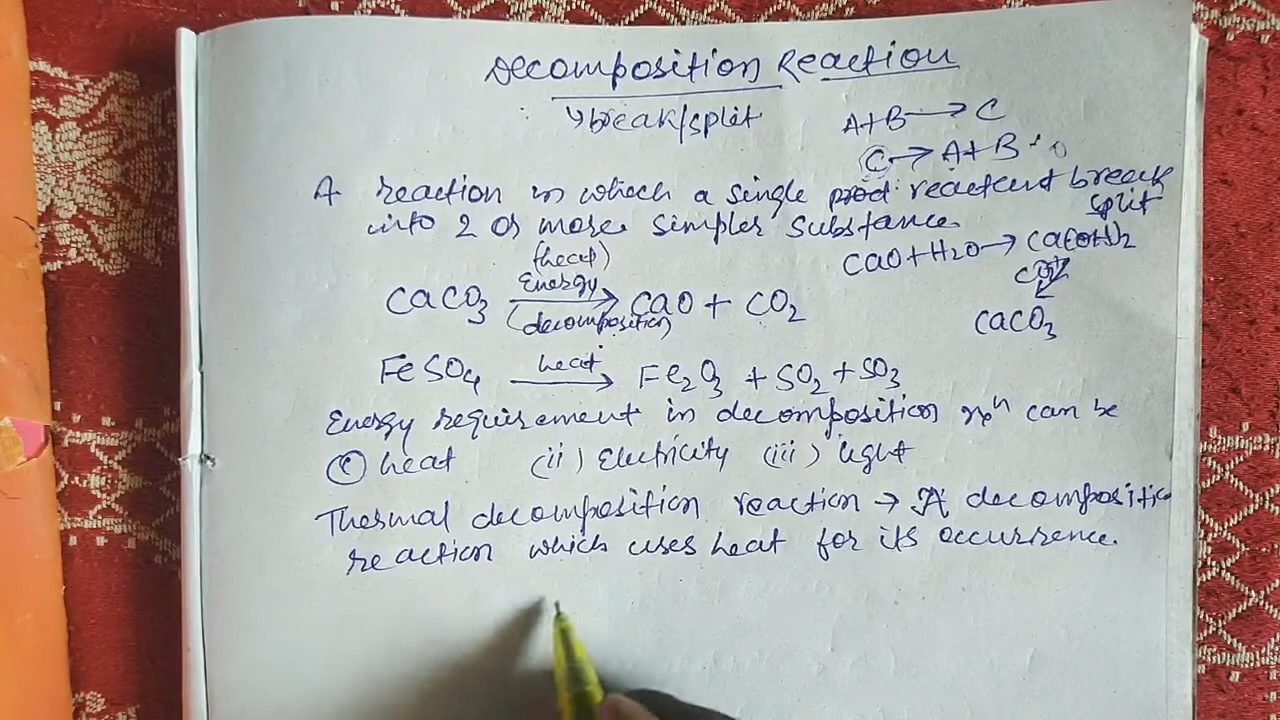 Decomposition Reaction
↳break/split
A+B → C
C → A+B +
A reaction in which a single prod. reactant break
into 2 or more simpler substance. split
CaO+H2O → Ca(OH)2
CaCO3 Energy (heat) → (decomposition) CaO + CO2
CO2
CaCO3
FeSO4 heat → Fe2O3 + SO2 + SO3
Energy requirement in decomposition rxn can be
(i) heat (ii) Electricity (iii) light
Thermal decomposition reaction → A decomposition
reaction which uses heat for its occurrence.